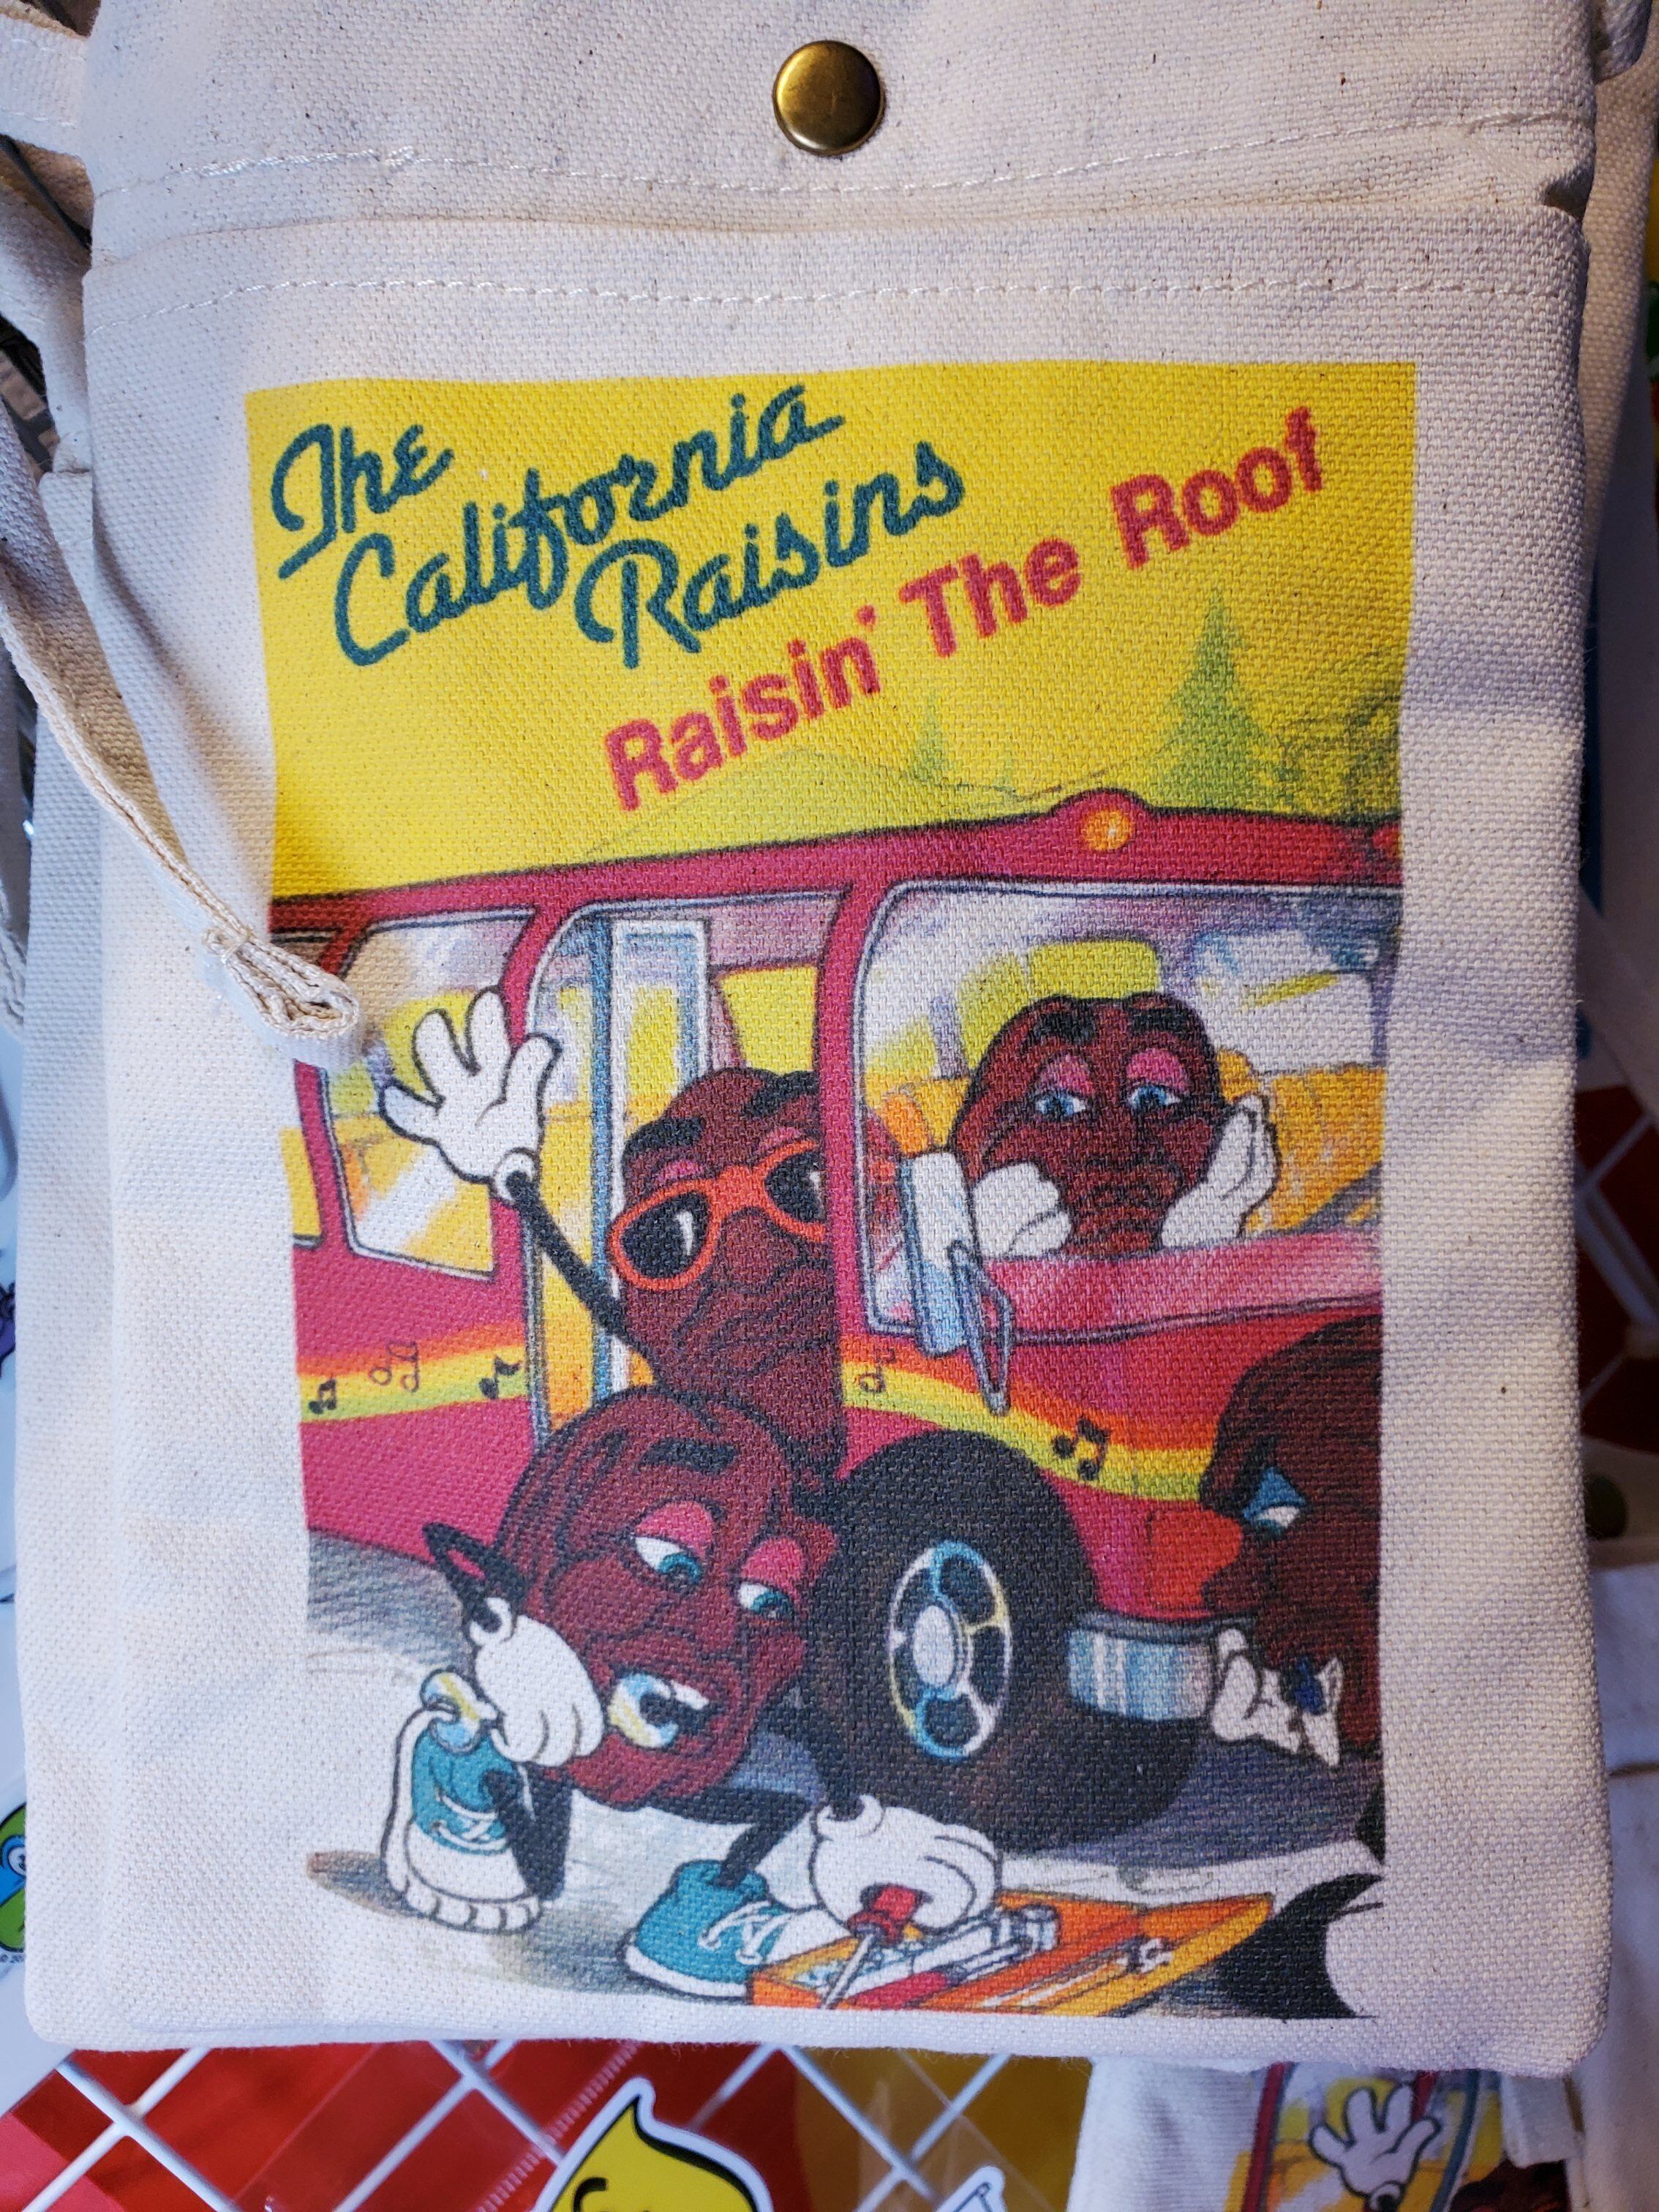 The
California
Raisins
Raisin' The Roof